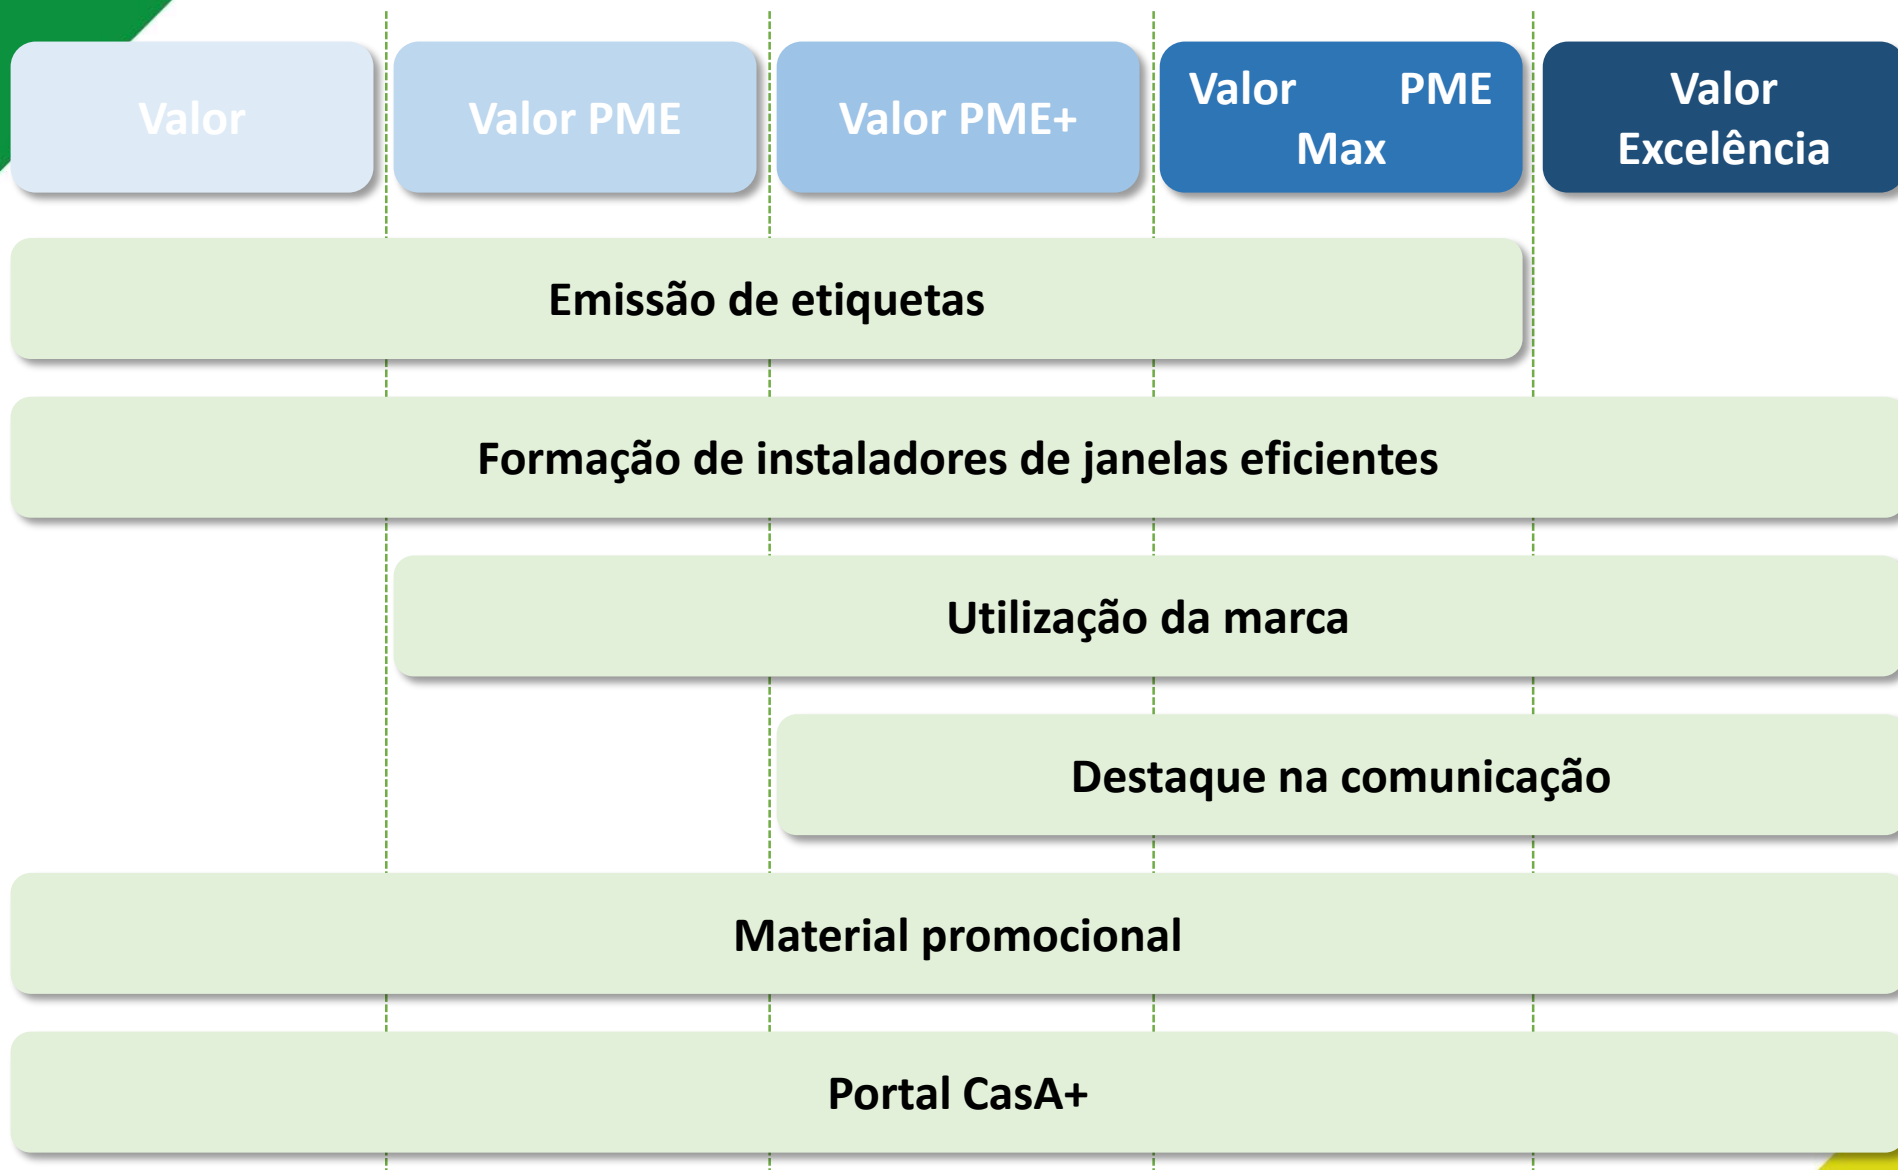 Valor
Valor PME
Valor PME+
Valor PME
Max
Valor
Excelência
Emissão de etiquetas
Formação de instaladores de janelas eficientes
Utilização da marca
Destaque na comunicação
Material promocional
Portal CasA+